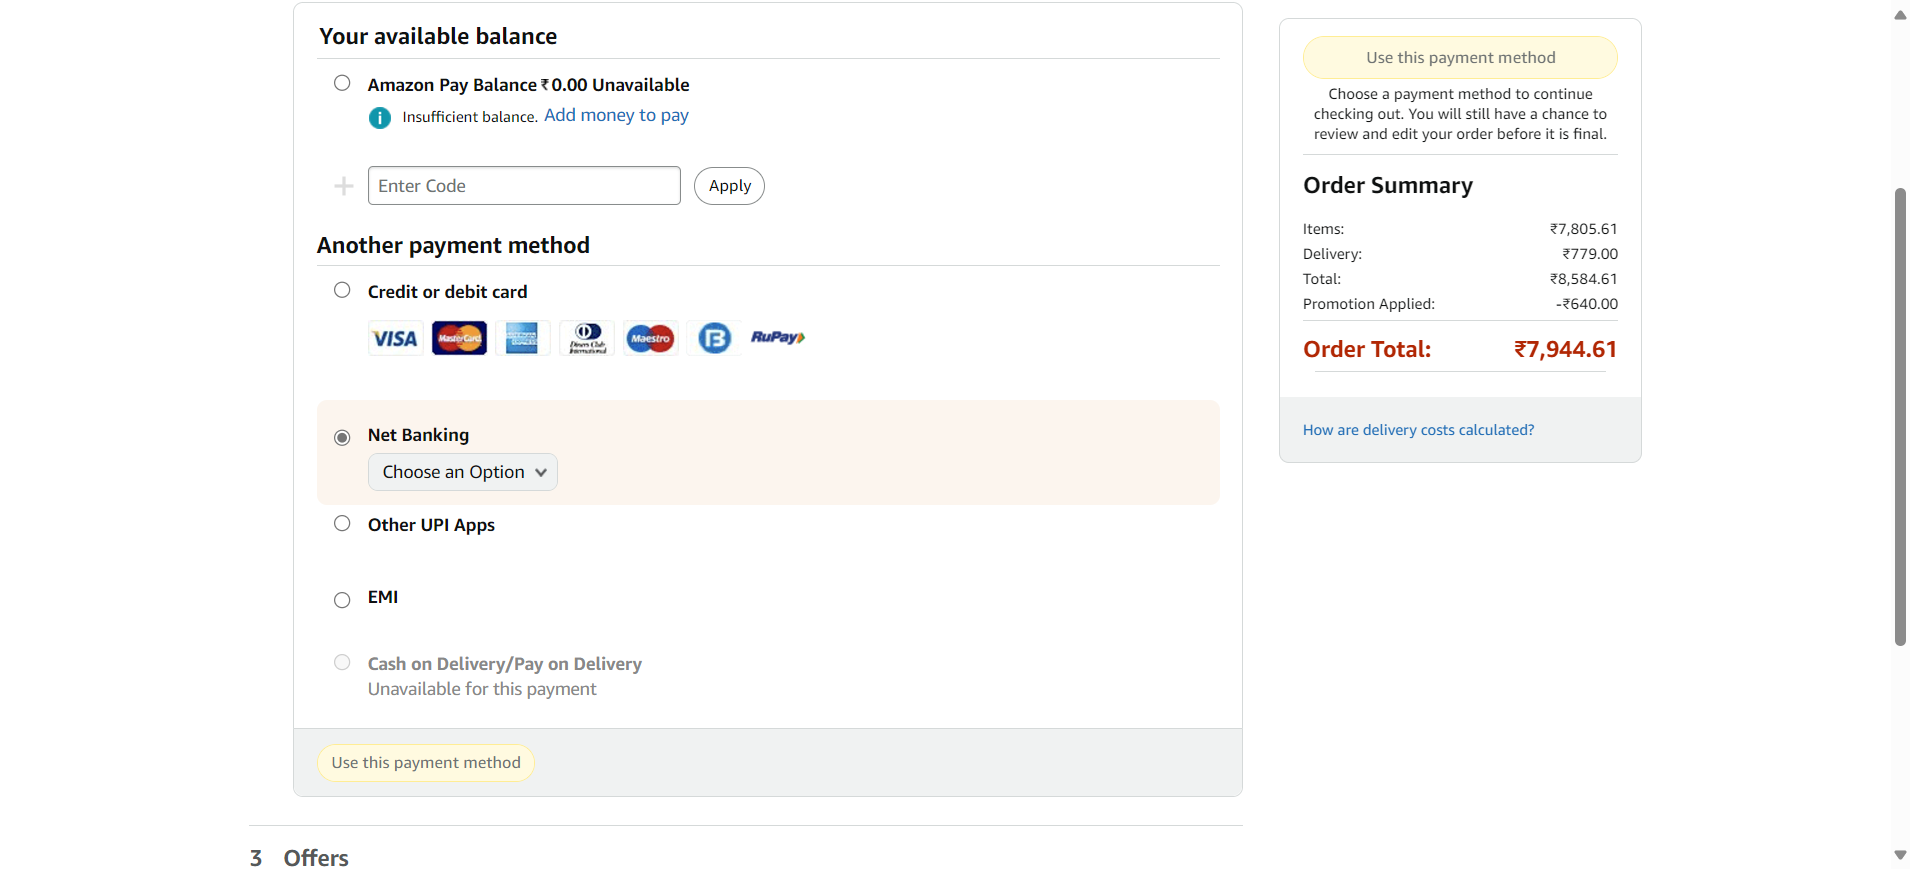 Your available balance
Amazon Pay Balance ₹0.00 Unavailable
Insufficient balance. Add money to pay
Enter Code
Apply
Another payment method
Credit or debit card
VISA MasterCard AMERICAN EXPRESS Diners Club International Maestro B RuPay
Net Banking
Choose an Option
Other UPI Apps
EMI
Cash on Delivery/Pay on Delivery
Unavailable for this payment
Use this payment method
3 Offers
Use this payment method
Choose a payment method to continue
checking out. You will still have a chance to
review and edit your order before it is final.
Order Summary
Items: ₹7,805.61
Delivery: ₹779.00
Total: ₹8,584.61
Promotion Applied: -₹640.00
Order Total: ₹7,944.61
How are delivery costs calculated?